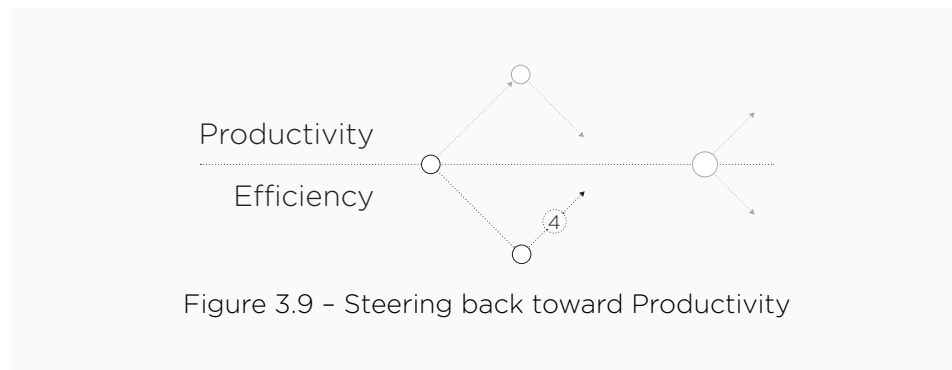 Productivity
Efficiency
4
Figure 3.9 – Steering back toward Productivity